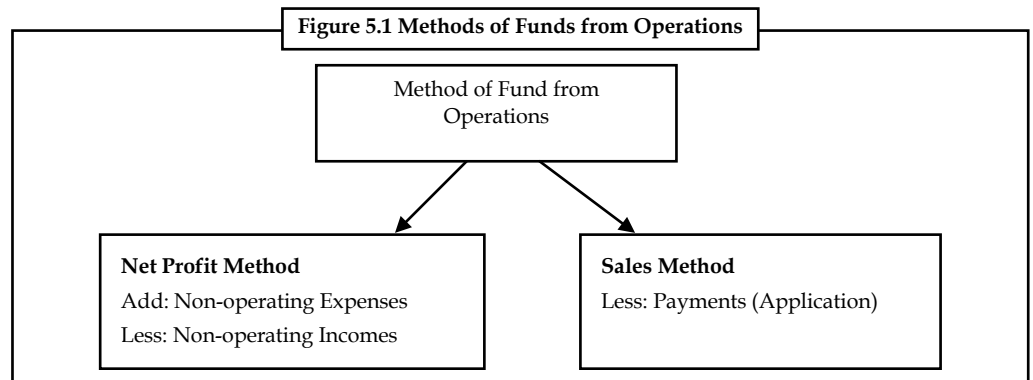 Figure 5.1 Methods of Funds from Operations
Method of Fund from
Operations
Net Profit Method
Add: Non-operating Expenses
Less: Non-operating Incomes
Sales Method
Less: Payments (Application)